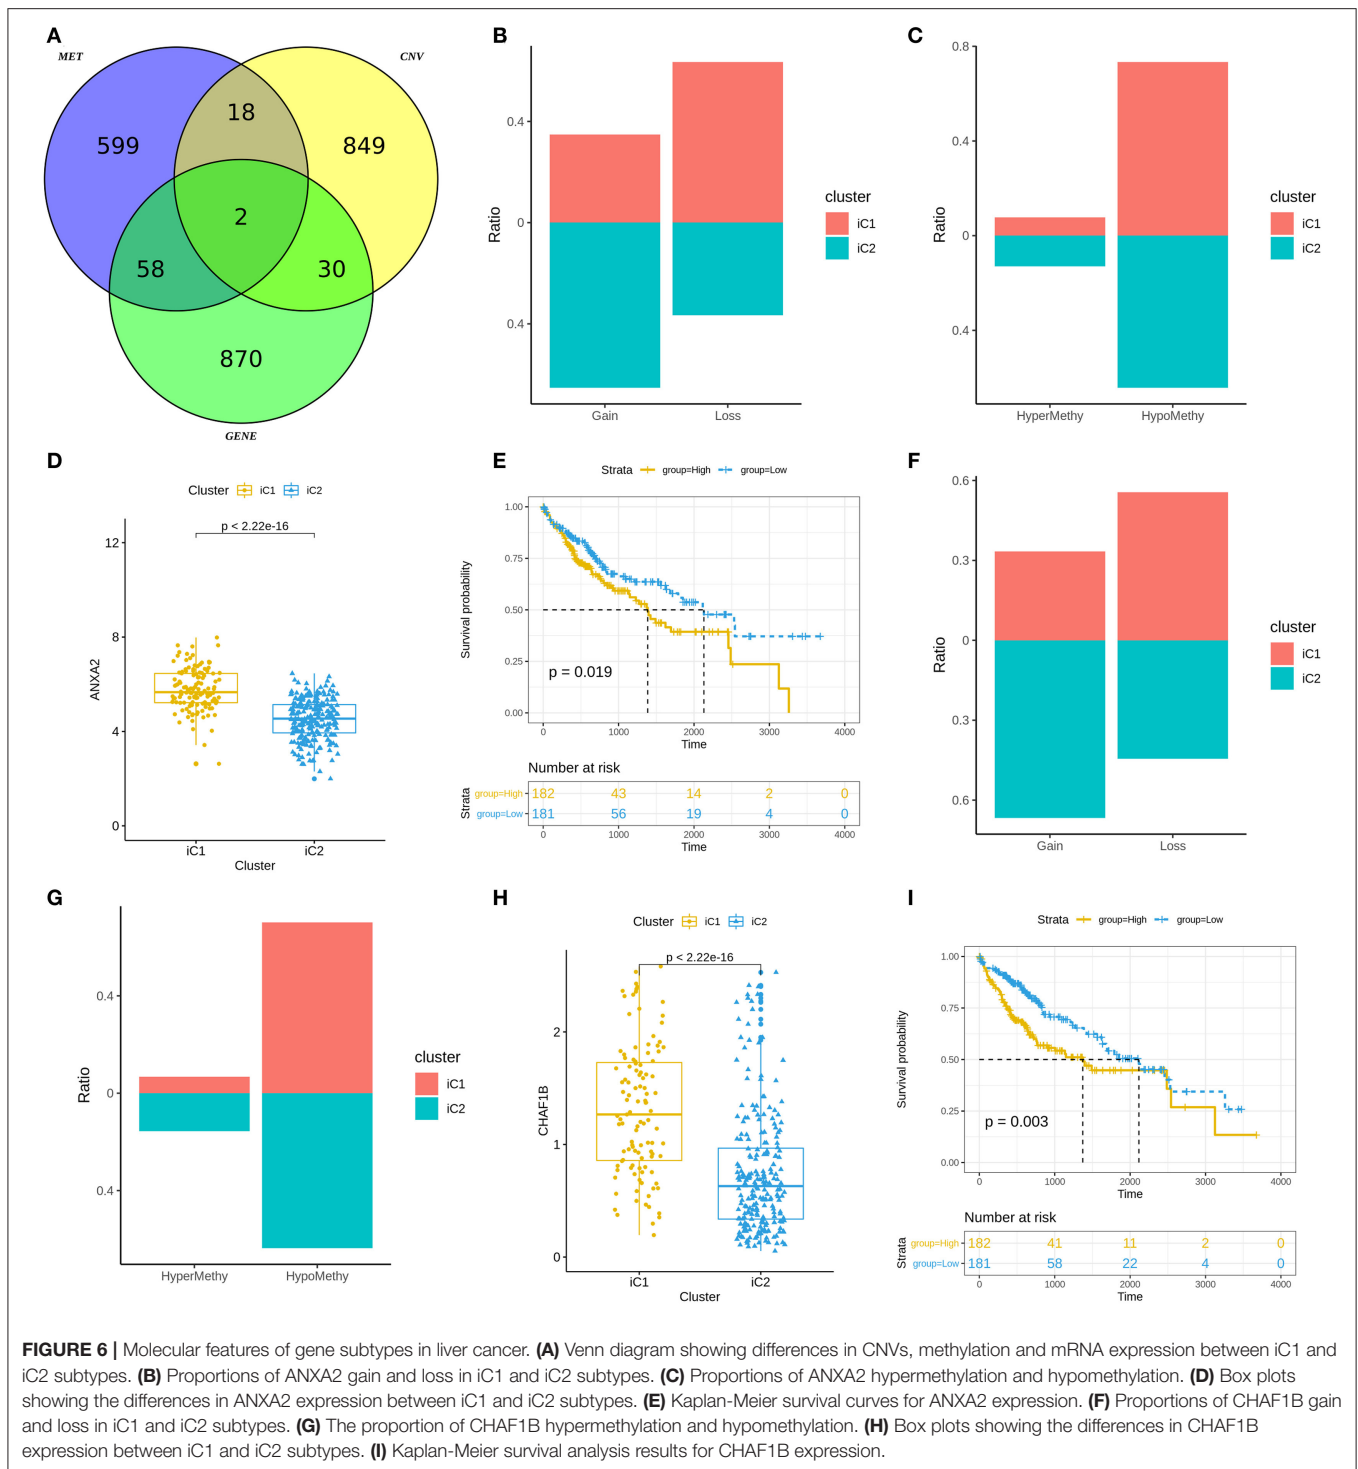 A
MET
CNV
18
599
849
2
58
30
870
GENE
B
0.4
0
0.4
Ratio
Gain
Loss
cluster
iC1
iC2
C
0.8
0.4
0
0.4
Ratio
HyperMethy
HypoMethy
cluster
iC1
iC2
D
Cluster iC1 iC2
p < 2.22e-16
12
8
4
0
ANXA2
iC1
iC2
Cluster
E
Strata group=High group=Low
1.00
0.75
0.50
0.25
0.00
Survival probability
p = 0.019
0 1000 2000 3000 4000
Time
Number at risk
Strata
group=High 182 43 14 2 0
group=Low 181 56 19 4 0
0 1000 2000 3000 4000
Time
F
0.6
0.3
0
0.3
0.6
Ratio
Gain
Loss
cluster
iC1
iC2
G
0.4
0
0.4
Ratio
HyperMethy
HypoMethy
cluster
iC1
iC2
H
Cluster iC1 iC2
p < 2.22e-16
2
1
0
CHAF1B
iC1
iC2
Cluster
I
Strata group=High group=Low
1.00
0.75
0.50
0.25
0.00
Survival probability
p = 0.003
0 1000 2000 3000 4000
Time
Number at risk
Strata
group=High 182 41 11 2 0
group=Low 181 58 22 4 0
0 1000 2000 3000 4000
Time
FIGURE 6 | Molecular features of gene subtypes in liver cancer. (A) Venn diagram showing differences in CNVs, methylation and mRNA expression between iC1 and
iC2 subtypes. (B) Proportions of ANXA2 gain and loss in iC1 and iC2 subtypes. (C) Proportions of ANXA2 hypermethylation and hypomethylation. (D) Box plots
showing the differences in ANXA2 expression between iC1 and iC2 subtypes. (E) Kaplan-Meier survival curves for ANXA2 expression. (F) Proportions of CHAF1B gain
and loss in iC1 and iC2 subtypes. (G) The proportion of CHAF1B hypermethylation and hypomethylation. (H) Box plots showing the differences in CHAF1B
expression between iC1 and iC2 subtypes. (I) Kaplan-Meier survival analysis results for CHAF1B expression.